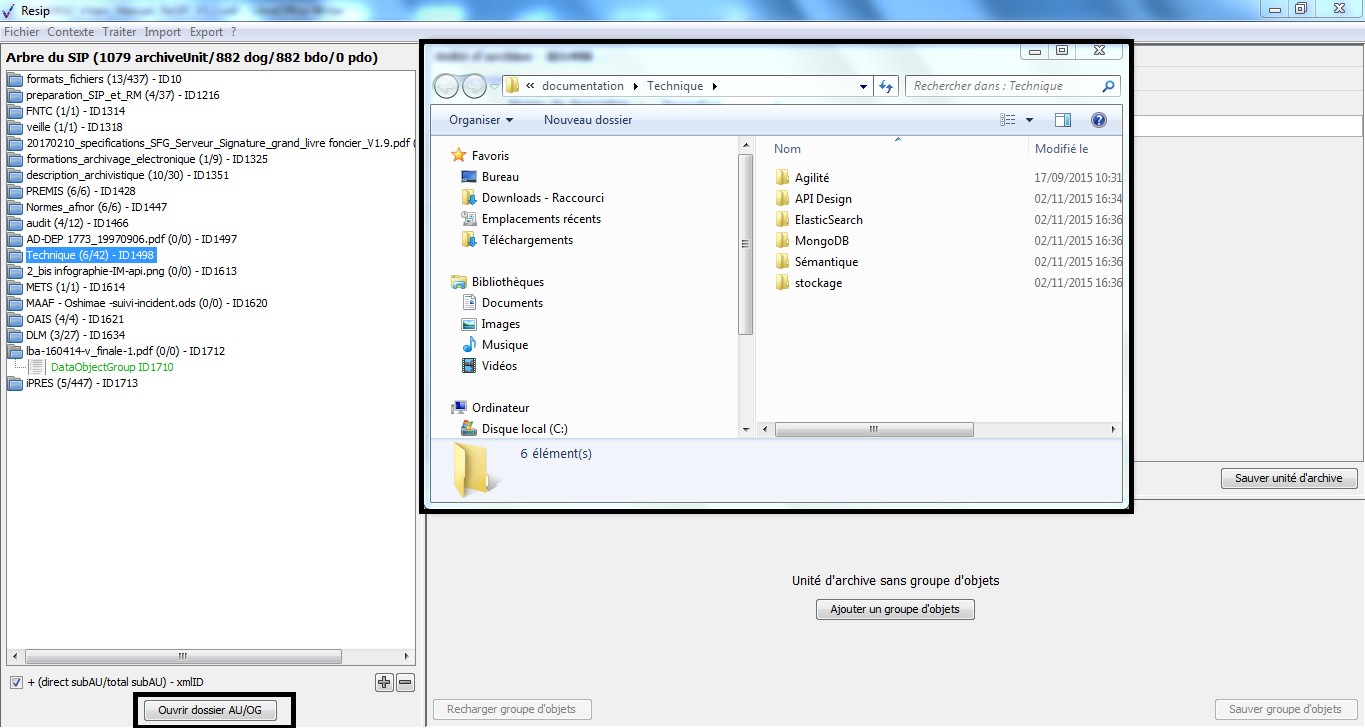 Resip
Fichier Contexte Traiter Import Export ?
Arbre du SIP (1079 archiveUnit/882 dog/882 bdo/0 pdo)
formats_fichiers (13/437) - ID10
preparation_SIP_et_RM (4/37) - ID1216
FNTC (1/1) - ID1314
veille (1/1) - ID1318
20170210_specifications_SFG_Serveur_Signature_grand_livre foncier_V1.9.pdf (
formations_archivage_electronique (1/9) - ID1325
description_archivistique (10/30) - ID1351
PREMIS (6/6) - ID1428
Normes_afnor (6/6) - ID1447
audit (4/12) - ID1466
AD-DEP 1773_19970906.pdf (0/0) - ID1497
Technique (6/42) - ID1498
2_bis infographie-IM-api.png (0/0) - ID1613
METS (1/1) - ID1614
MAAF - Oshimae -suivi-incident.ods (0/0) - ID1620
OAIS (4/4) - ID1621
DLM (3/27) - ID1634
lba-160414-v_finale-1.pdf (0/0) - ID1712
DataObjectGroup ID1710
iPRES (5/447) - ID1713
+ (direct subAU/total subAU) - xmlID
Ouvrir dossier AU/OG
« documentation Technique
Rechercher dans : Technique
Organiser Nouveau dossier
Favoris
Bureau
Downloads - Raccourci
Emplacements récents
Téléchargements
Bibliothèques
Documents
Images
Musique
Vidéos
Ordinateur
Disque local (C:)
Nom Modifié le
Agilité 17/09/2015 10:31
API Design 02/11/2015 16:34
ElasticSearch 02/11/2015 16:36
MongoDB 02/11/2015 16:36
Sémantique 02/11/2015 16:36
stockage 02/11/2015 16:36
6 élément(s)
Sauver unité d'archive
Unité d'archive sans groupe d'objets
Ajouter un groupe d'objets
Recharger groupe d'objets
Sauver groupe d'objets